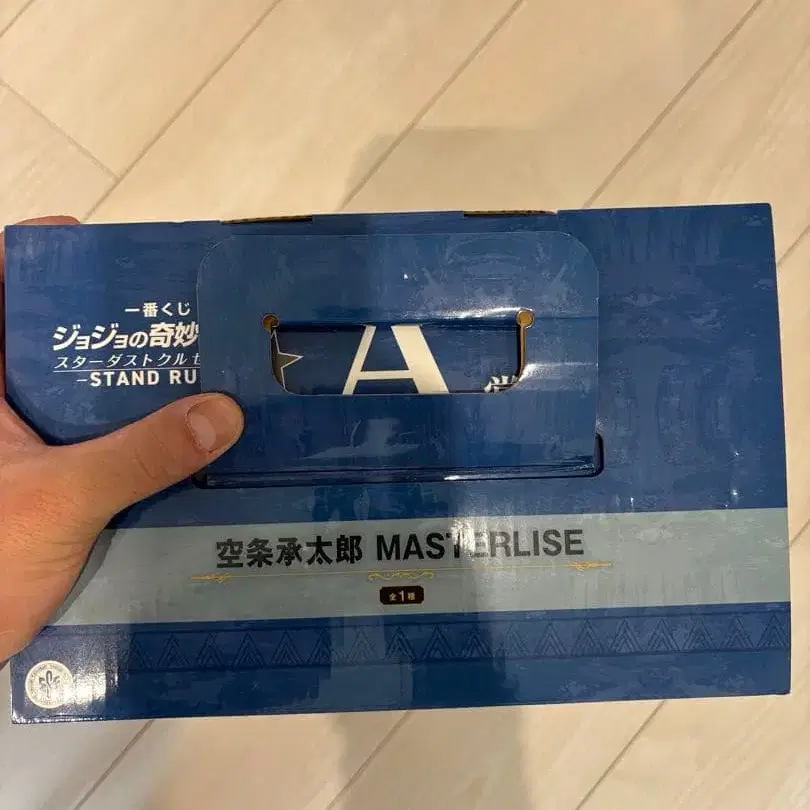 一番くじ
ジョジョの奇妙
スターダストクルセ
-STAND RU
A
空条承太郎 MASTERLISE
全1種